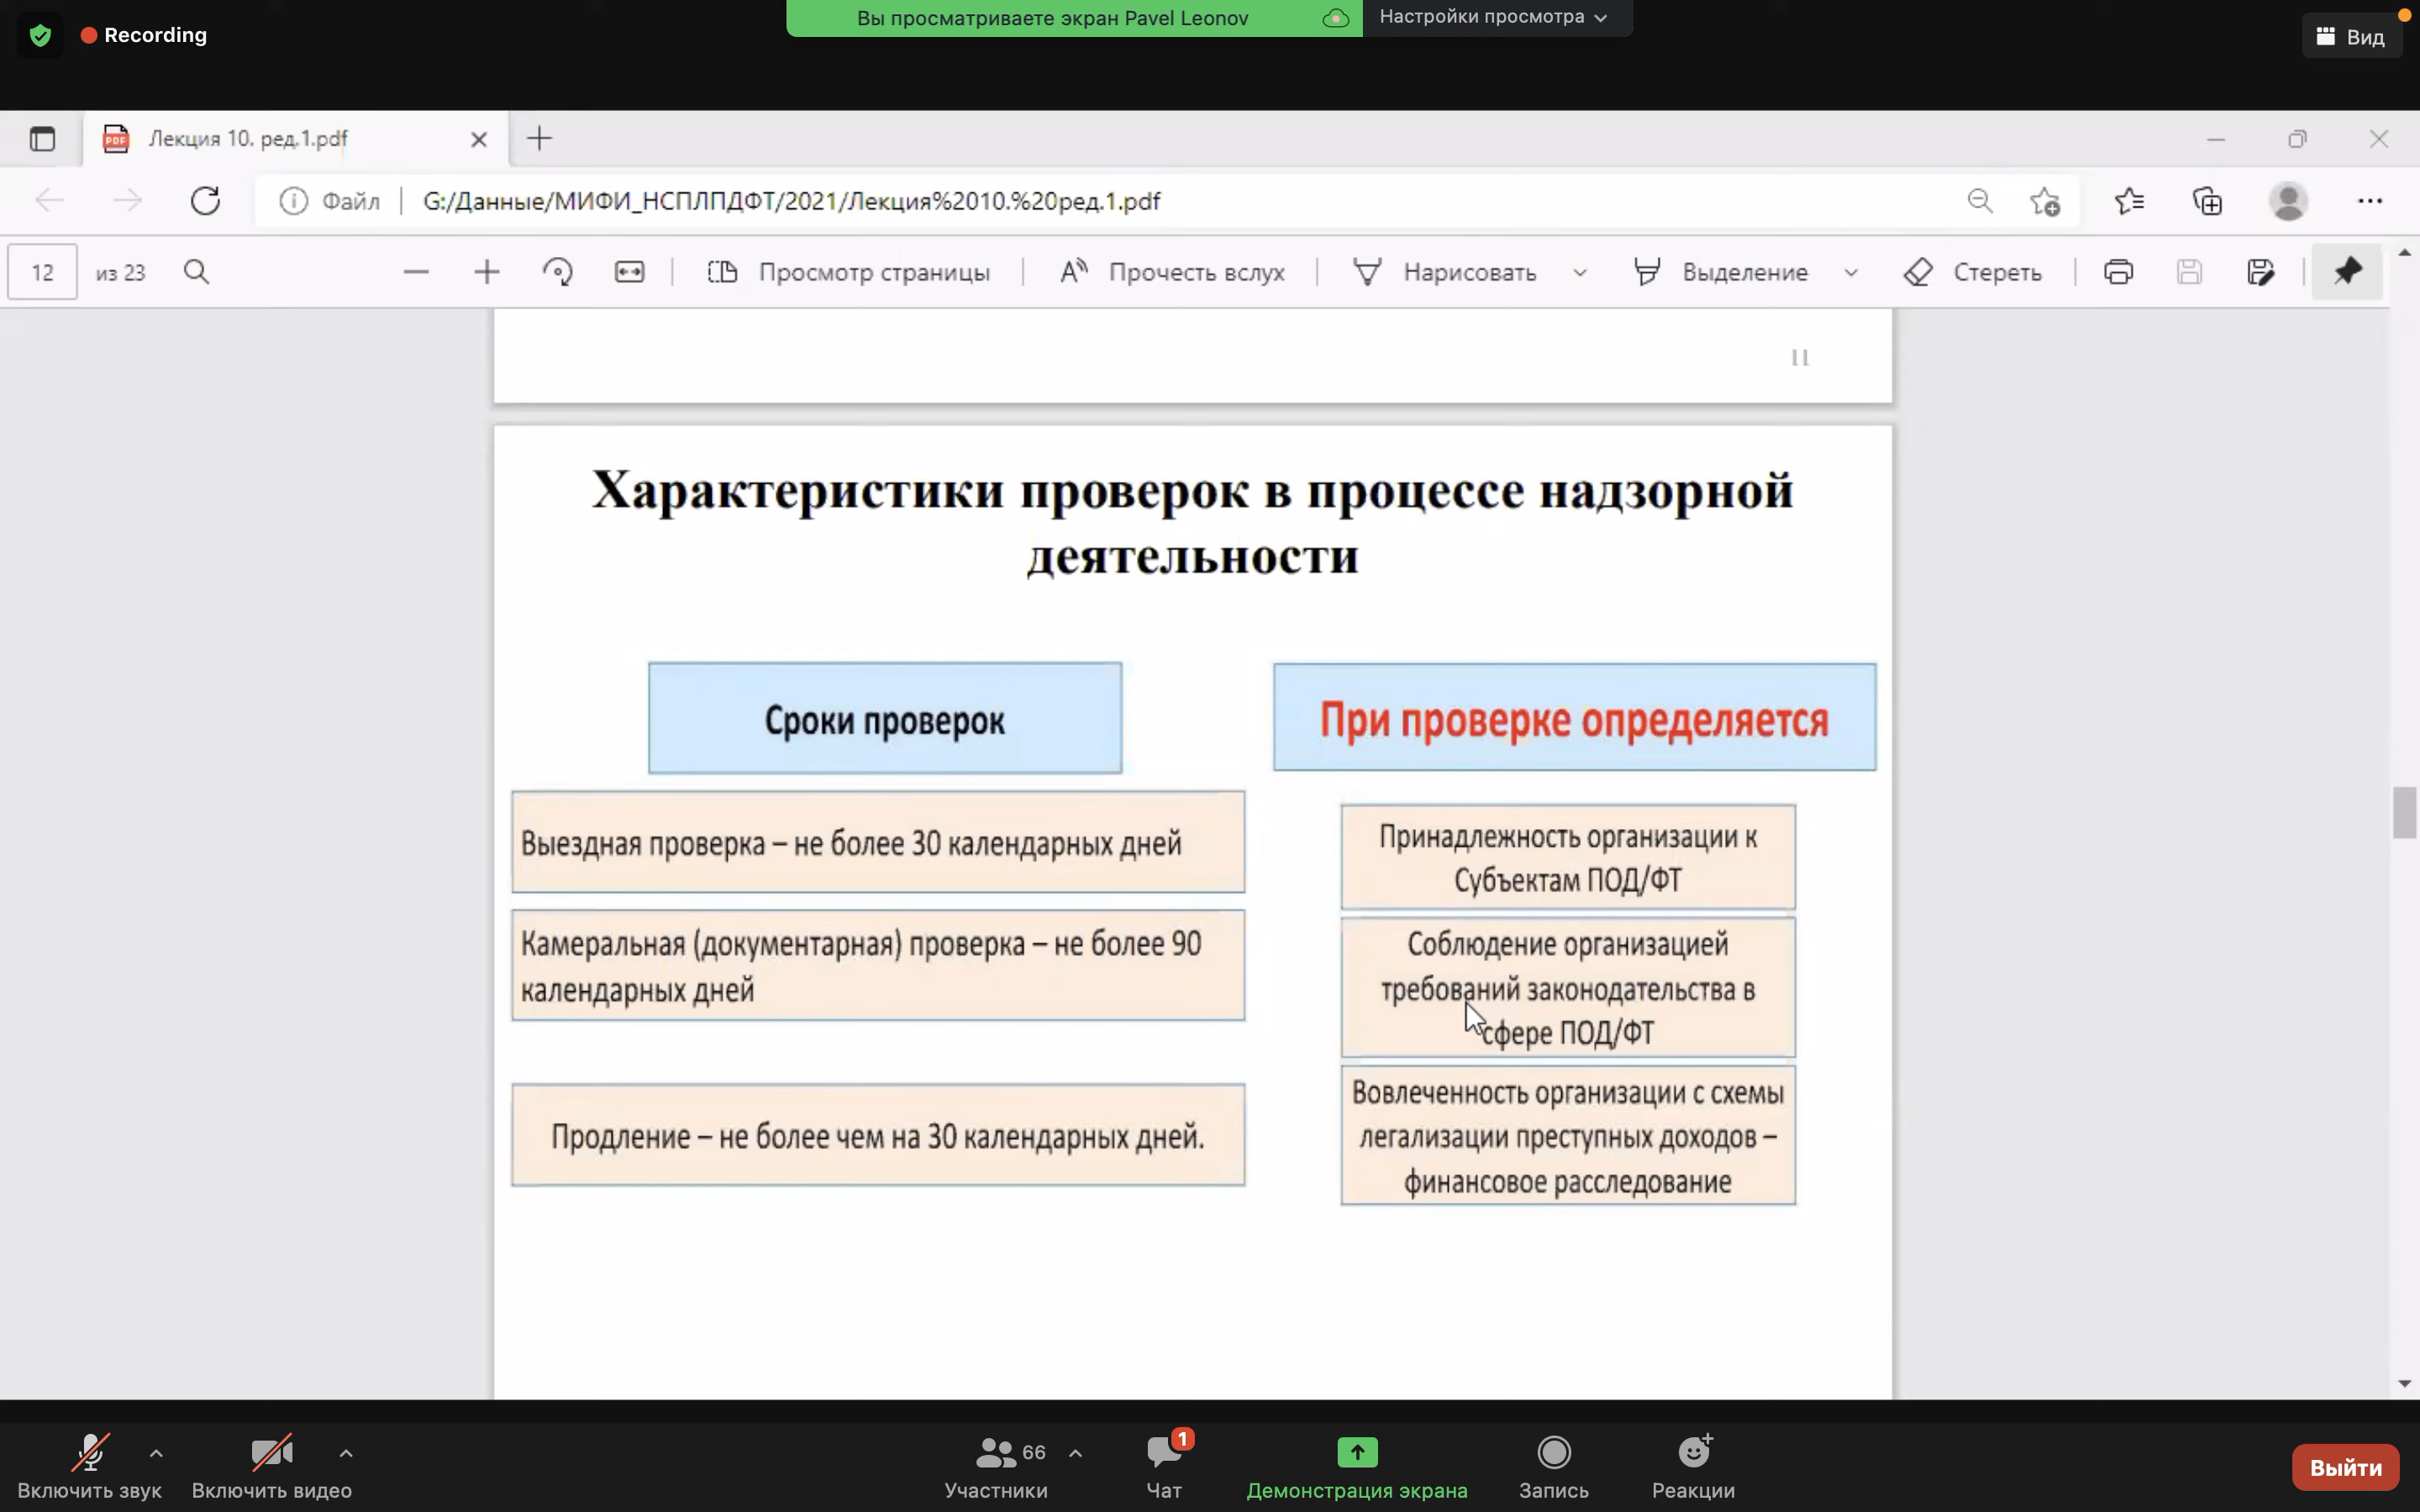 Recording
Вы просматриваете экран Pavel Leonov
Настройки просмотра
Вид
Лекция 10. ред.1.pdf
Файл
G:/Данные/МИФИ_НСПЛПДФТ/2021/Лекция%2010.%20ред.1.pdf
12 из 23
Просмотр страницы
Прочесть вслух
Нарисовать
Выделение
Стереть
11
Характеристики проверок в процессе надзорной
деятельности
Сроки проверок
Выездная проверка – не более 30 календарных дней
Камеральная (документарная) проверка – не более 90
календарных дней
Продление – не более чем на 30 календарных дней.
При проверке определяется
Принадлежность организации к
Субъектам ПОД/ФТ
Соблюдение организацией
требований законодательства в
сфере ПОД/ФТ
Вовлеченность организации с схемы
легализации преступных доходов –
финансовое расследование
Включить звук
Включить видео
66
Участники
1
Чат
Демонстрация экрана
Запись
Реакции
Выйти